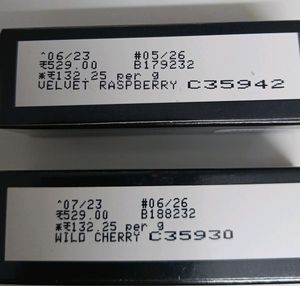 ^06/23 #05/26
₹529.00 B179232
*₹132.25 per g
VELVET RASPBERRY C35942
^07/23 #06/26
₹529.00 B188232
*₹132.25 per g
WILD CHERRY C35930